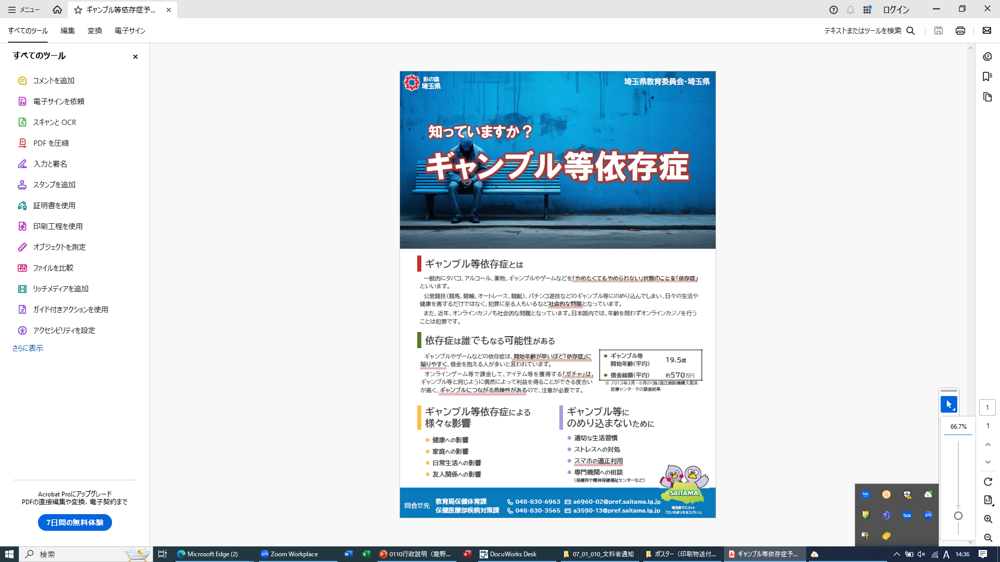 メニュー
ギャンブル等依存症予...
ログイン
すべてのツール
編集
変換
電子サイン
テキストまたはツールを検索
すべてのツール
コメントを追加
電子サインを依頼
スキャンと OCR
PDF を圧縮
入力と署名
スタンプを追加
証明書を使用
印刷工程を使用
オブジェクトを測定
ファイルを比較
リッチメディアを追加
ガイド付きアクションを使用
アクセシビリティを設定
さらに表示
Acrobat Proにアップグレード
PDFの直接編集や変換、電子契約まで
7日間の無料体験
彩の国
埼玉県
埼玉県教育委員会・埼玉県
知っていますか？
ギャンブル等依存症
ギャンブル等依存症とは
一般的にタバコ、アルコール、薬物、ギャンブルやゲームなどを「やめたくてもやめられない」状態のことを「依存症」
といいます。
公営競技（競馬、競輪、オートレース、競艇）、パチンコ遊技などのギャンブル等にのめり込んでしまい、日々の生活や
健康を害するだけではなく、犯罪に至る人もいるなど社会的な問題となっています。
また、近年、オンラインカジノも社会的な問題となっています。日本国内では、年齢を問わずオンラインカジノを行う
ことは犯罪です。
依存症は誰でもなる可能性がある
ギャンブルやゲームなどの依存症は、開始年齢が早いほど「依存症」に
陥りやすく、借金を抱える人が多いと言われています。
オンラインゲーム等で課金して、アイテム等を獲得する「ガチャ」は、
ギャンブル等と同じように偶然によって利益を得ることができる度合い
が高く、ギャンブルにつながる危険性があるので、注意が必要です。
● ギャンブル等
開始年齢（平均） 19.5歳
● 借金総額（平均） 約570万円
※ 2013年3月～6月の（独）国立病院機構久里浜
医療センターでの調査結果
ギャンブル等依存症による
様々な影響
● 健康への影響
● 家庭への影響
● 日常生活への影響
● 友人関係への影響
ギャンブル等に
のめり込まないために
● 適切な生活習慣
● ストレスへの対処
● スマホの適正利用
● 専門機関への相談
（保健所や精神保健福祉センターなど）
SAITAMA
埼玉県マスコット
「さいたまっち&コバトン」
問合せ先
教育局保健体育課 048-830-6963 a6960-02@pref.saitama.lg.jp
保健医療部疾病対策課 048-830-3565 a3590-13@pref.saitama.lg.jp
66.7%
1
1
検索
Microsoft Edge (2)
Zoom Workplace
0110行政説明（龍野...
DocuWorks Desk
07_01_010_文科省通知
ポスター（印刷物送付...
ギャンブル等依存症予...
A
14:36